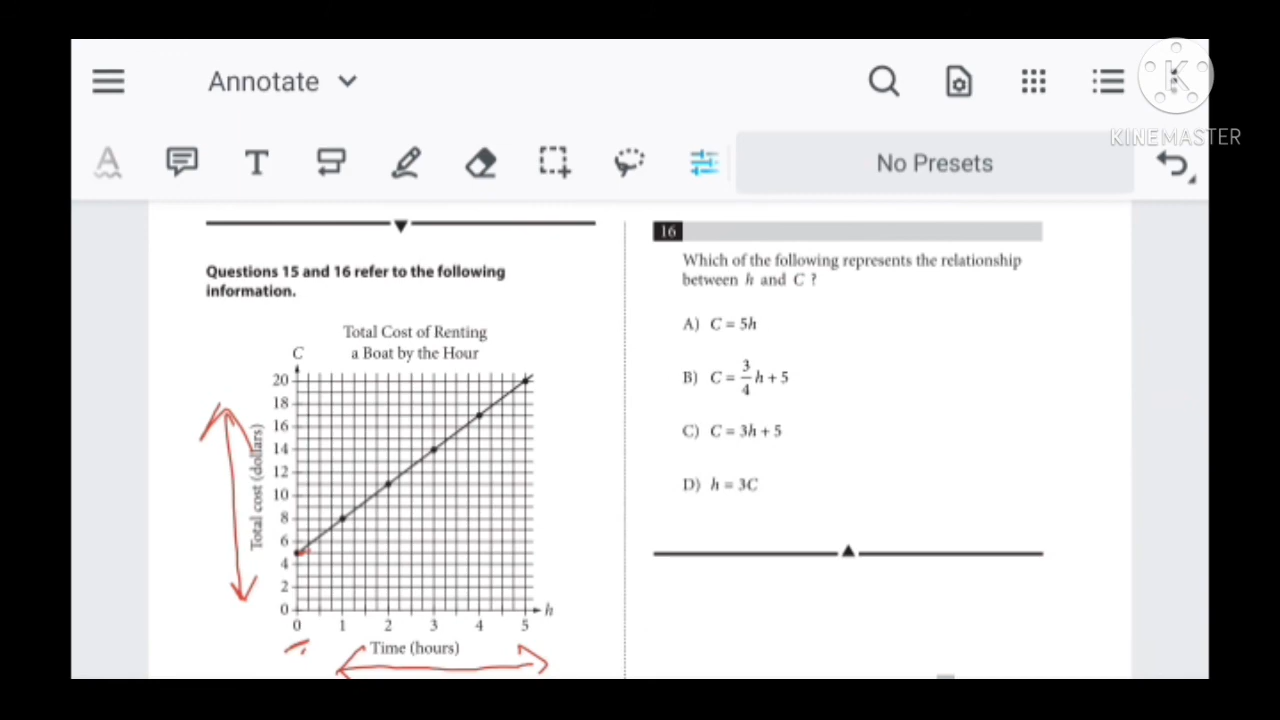 Annotate
KINEMASTER
A
T
No Presets
Questions 15 and 16 refer to the following
information.
Total Cost of Renting
a Boat by the Hour
C
20
18
16
14
12
10
8
6
4
2
0
Total cost (dollars)
0 1 2 3 4 5
h
Time (hours)
16
Which of the following represents the relationship
between h and C ?
A) C = 5h
B) C = 3/4 h + 5
C) C = 3h + 5
D) h = 3C